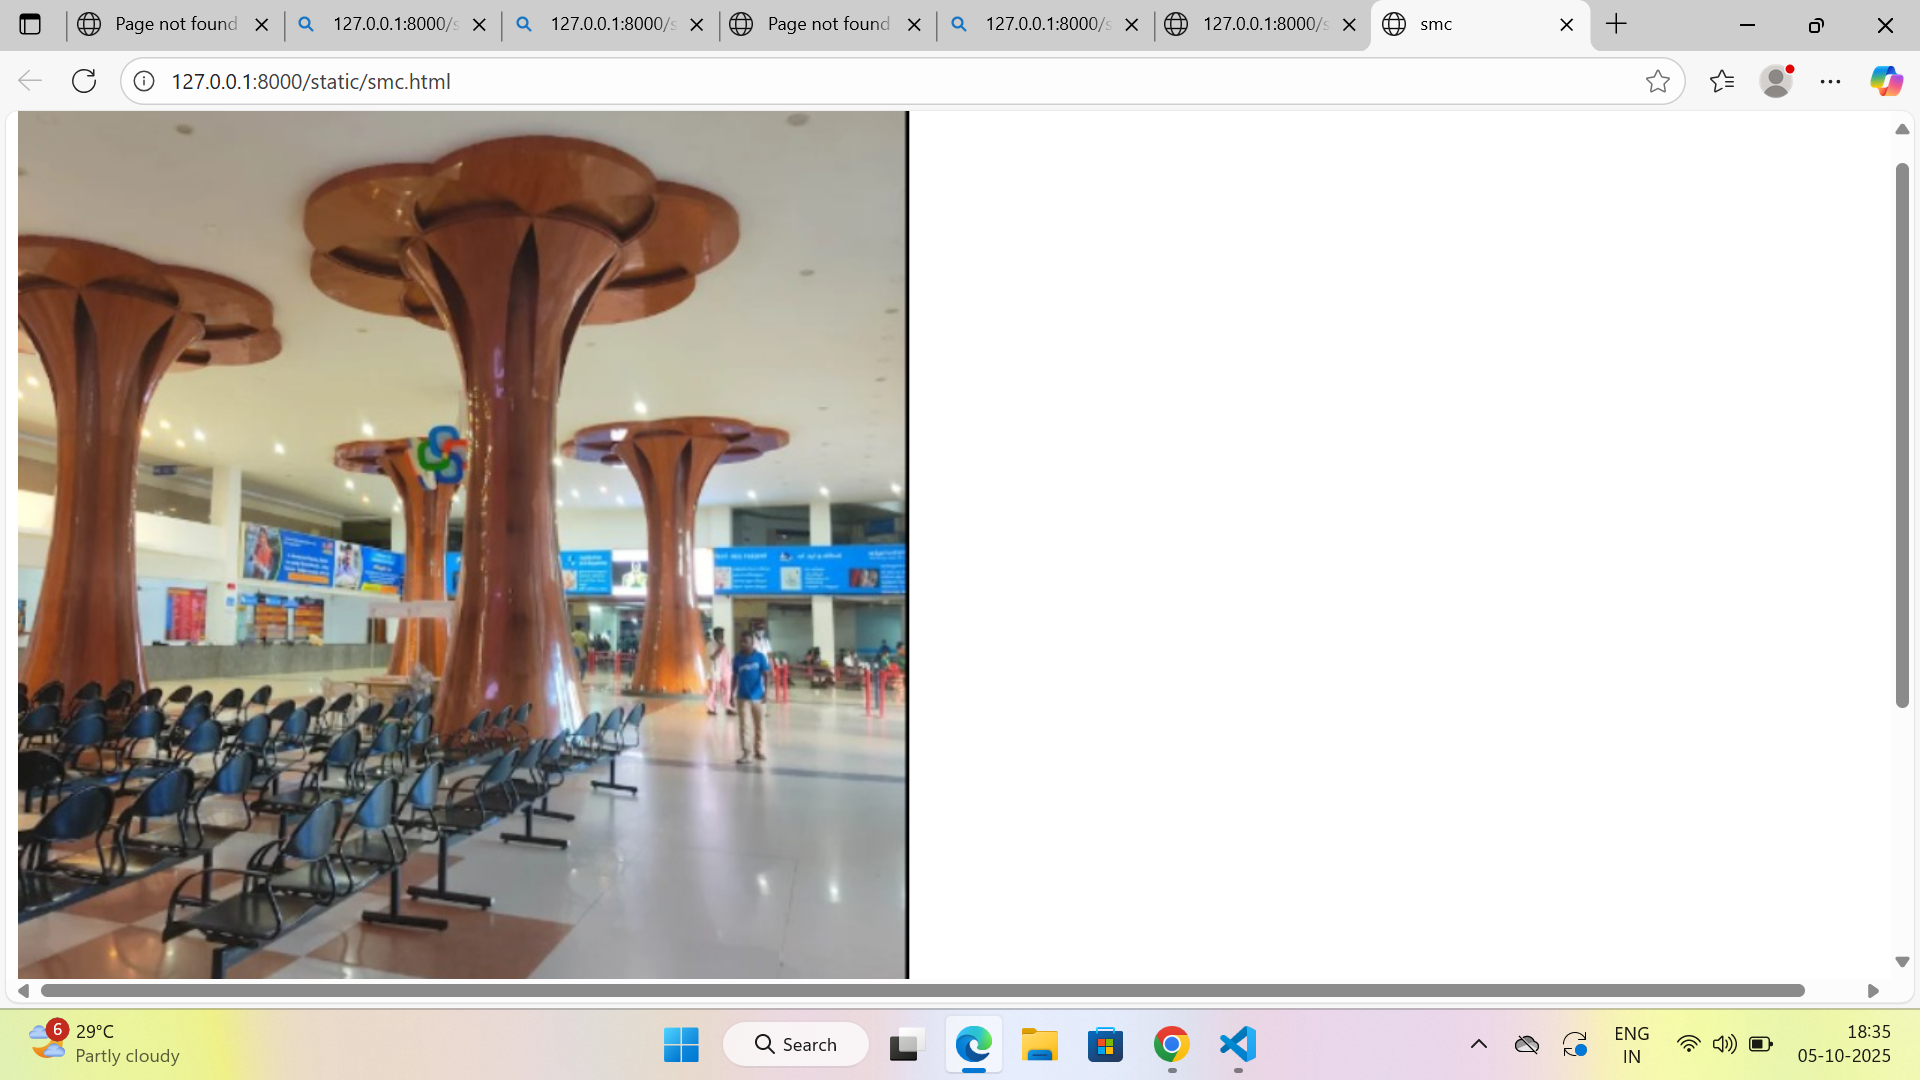 Page not found
127.0.0.1:8000/s
127.0.0.1:8000/s
Page not found
127.0.0.1:8000/s
127.0.0.1:8000/s
smc
127.0.0.1:8000/static/smc.html
6
29°C
Partly cloudy
Search
ENG
IN
18:35
05-10-2025